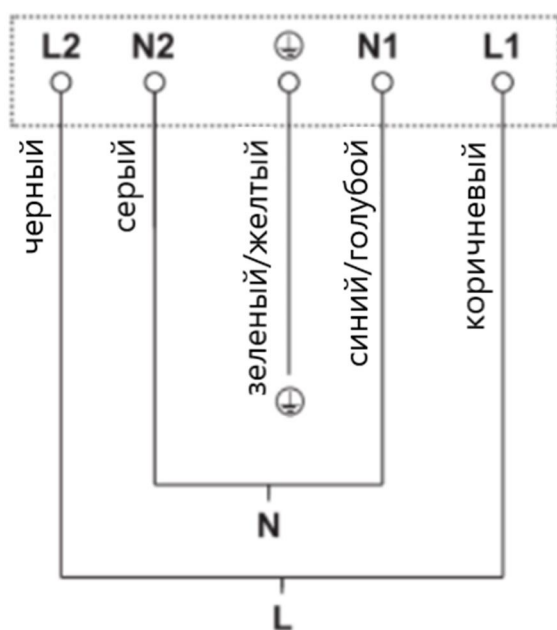 L2 N2 N1 L1
черный
серый
зеленый/желтый
синий/голубой
коричневый
N
L